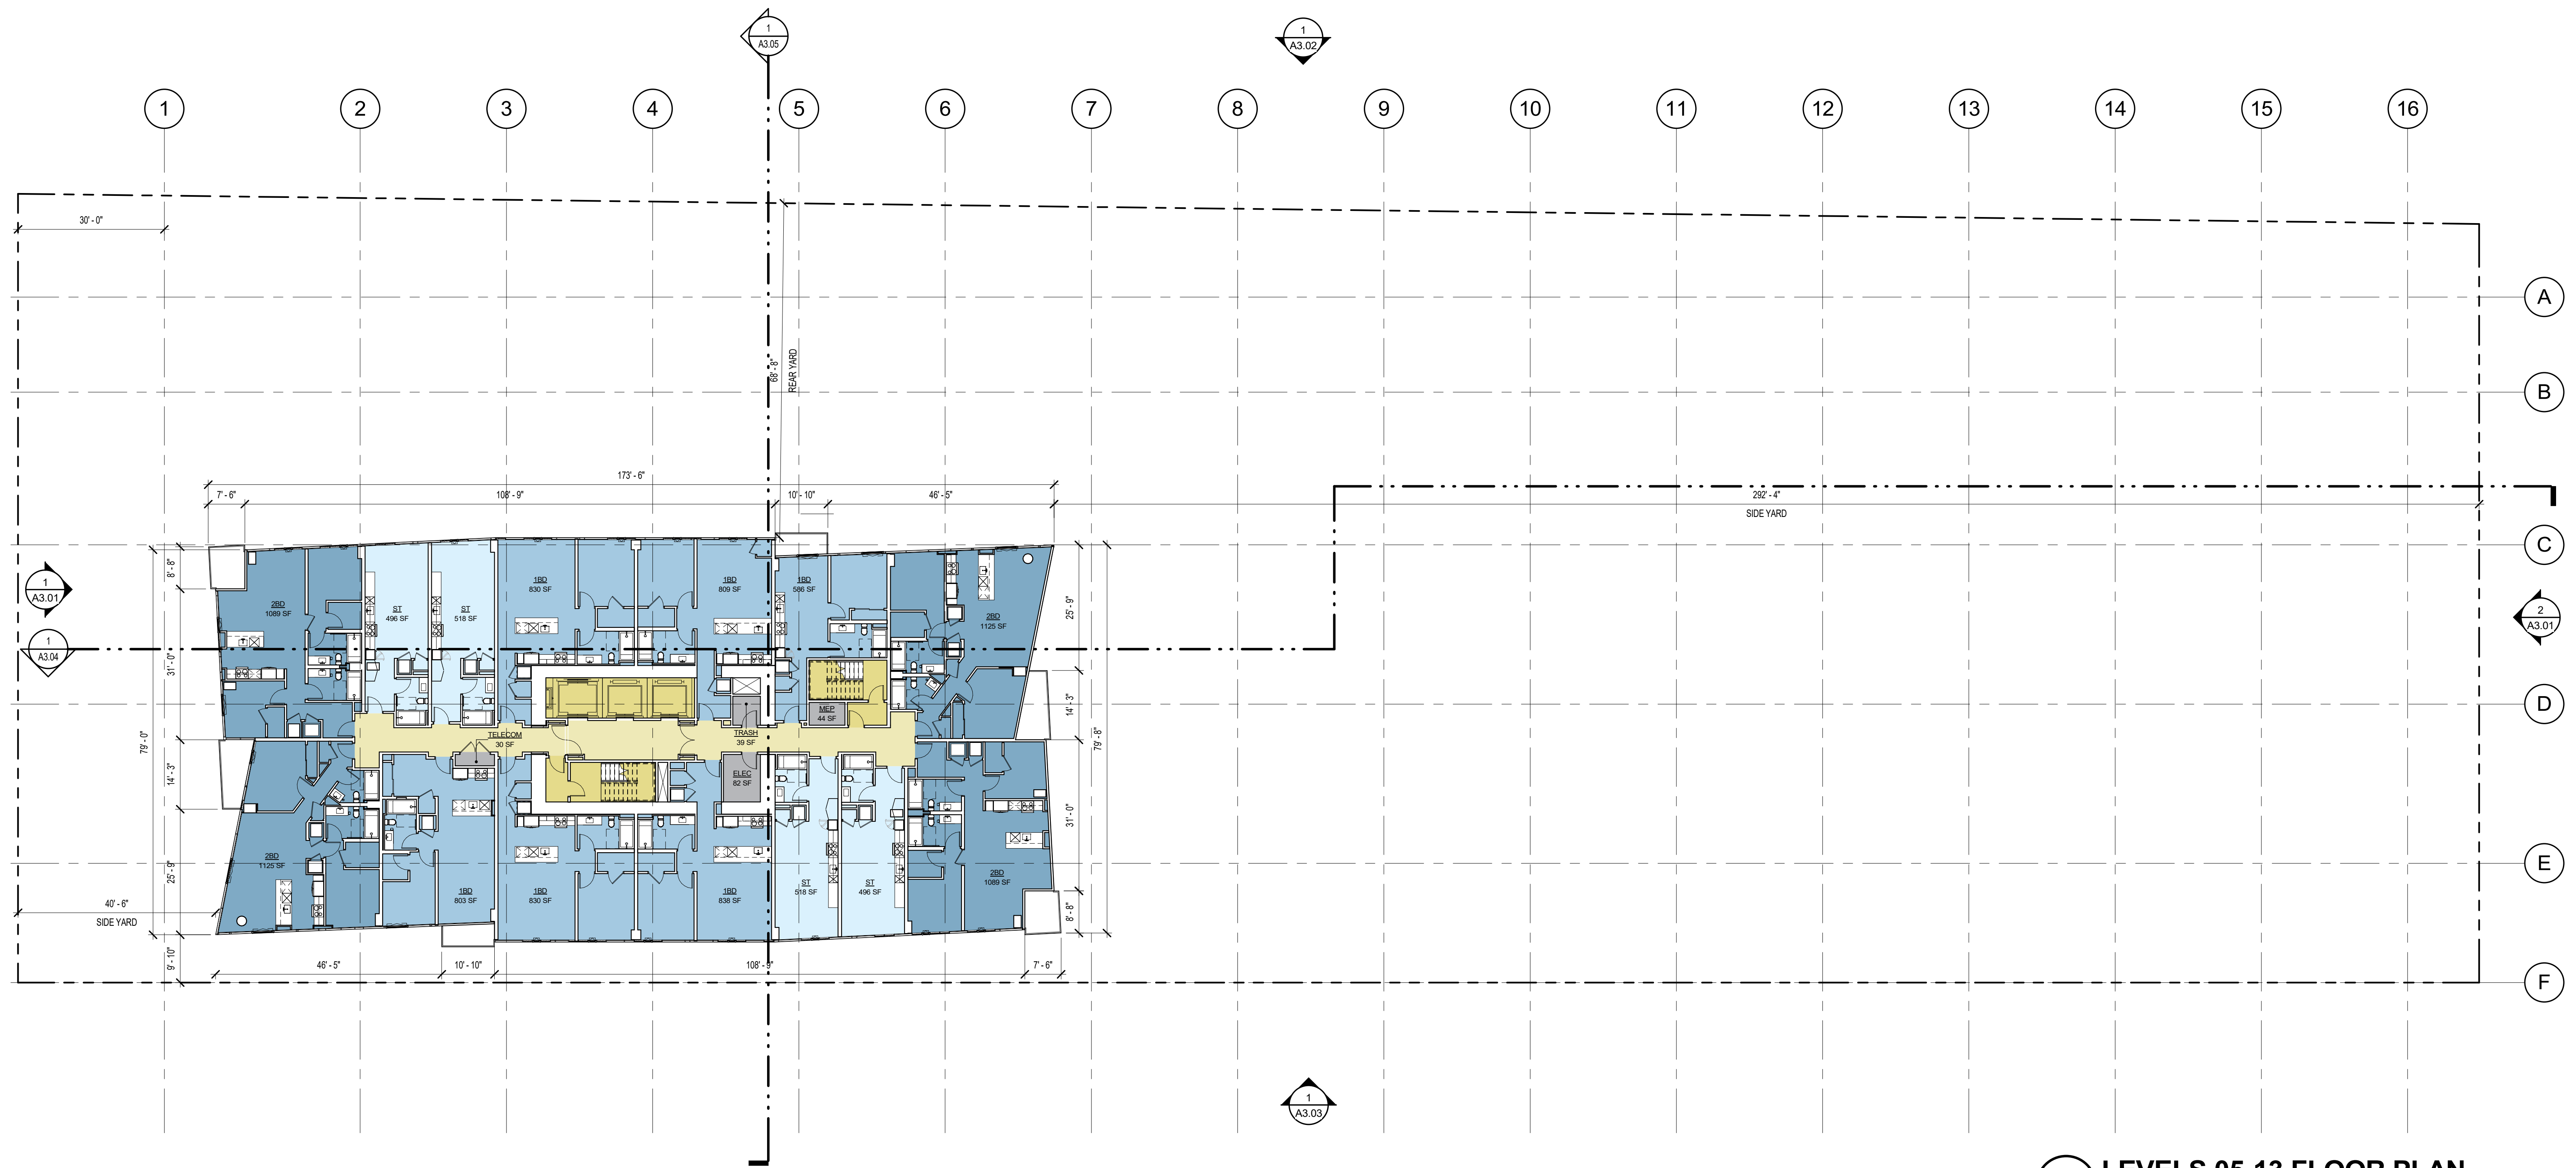 1
A3.05
1
A3.02
1 2 3 4 5 6 7 8 9 10 11 12 13 14 15 16
30' - 0"
A
68' - 8"
REAR YARD
B
173' - 6"
7' - 6" 108' - 9" 10' - 10" 46' - 5" 292' - 4"
SIDE YARD
C
8' - 8"
25' - 9"
1
A3.01
2
A3.01
2BD
1089 SF
ST
496 SF
ST
518 SF
1BD
830 SF
1BD
809 SF
1BD
586 SF
2BD
1125 SF
1
A3.04
31' - 0"
14' - 3"
D
MEP
44 SF
TELECOM
30 SF
TRASH
39 SF
79' - 0"
79' - 8"
14' - 3"
ELEC
82 SF
31' - 0"
2BD
1125 SF
1BD
803 SF
1BD
830 SF
1BD
838 SF
ST
518 SF
ST
496 SF
2BD
1089 SF
E
25' - 9"
8' - 8"
40' - 6"
SIDE YARD
9' - 10"
46' - 5" 10' - 10" 108' - 9" 7' - 6"
F
1
A3.03
LEVELS 05-13 FLOOR PLAN